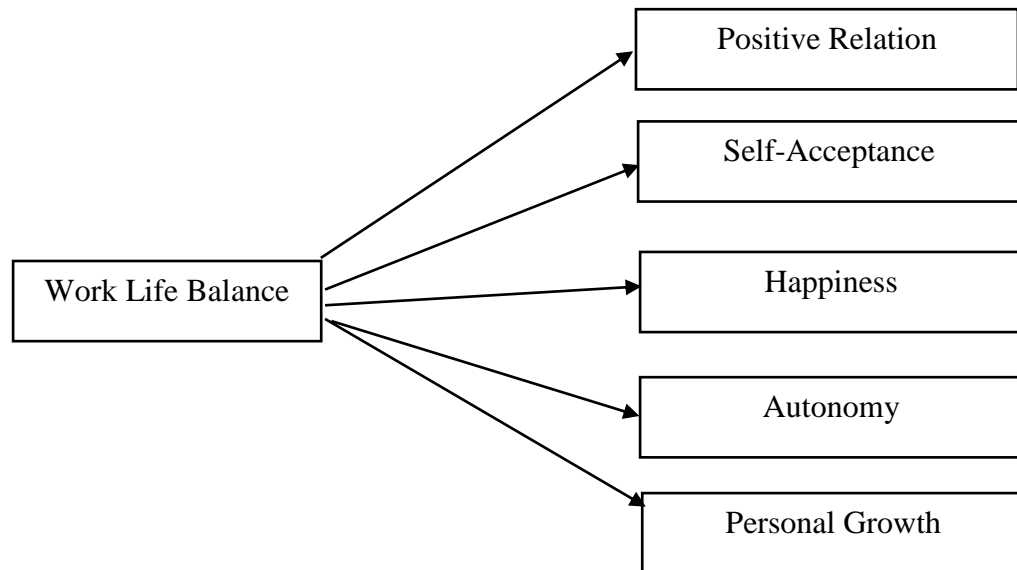 Positive Relation
Self-Acceptance
Work Life Balance
Happiness
Autonomy
Personal Growth